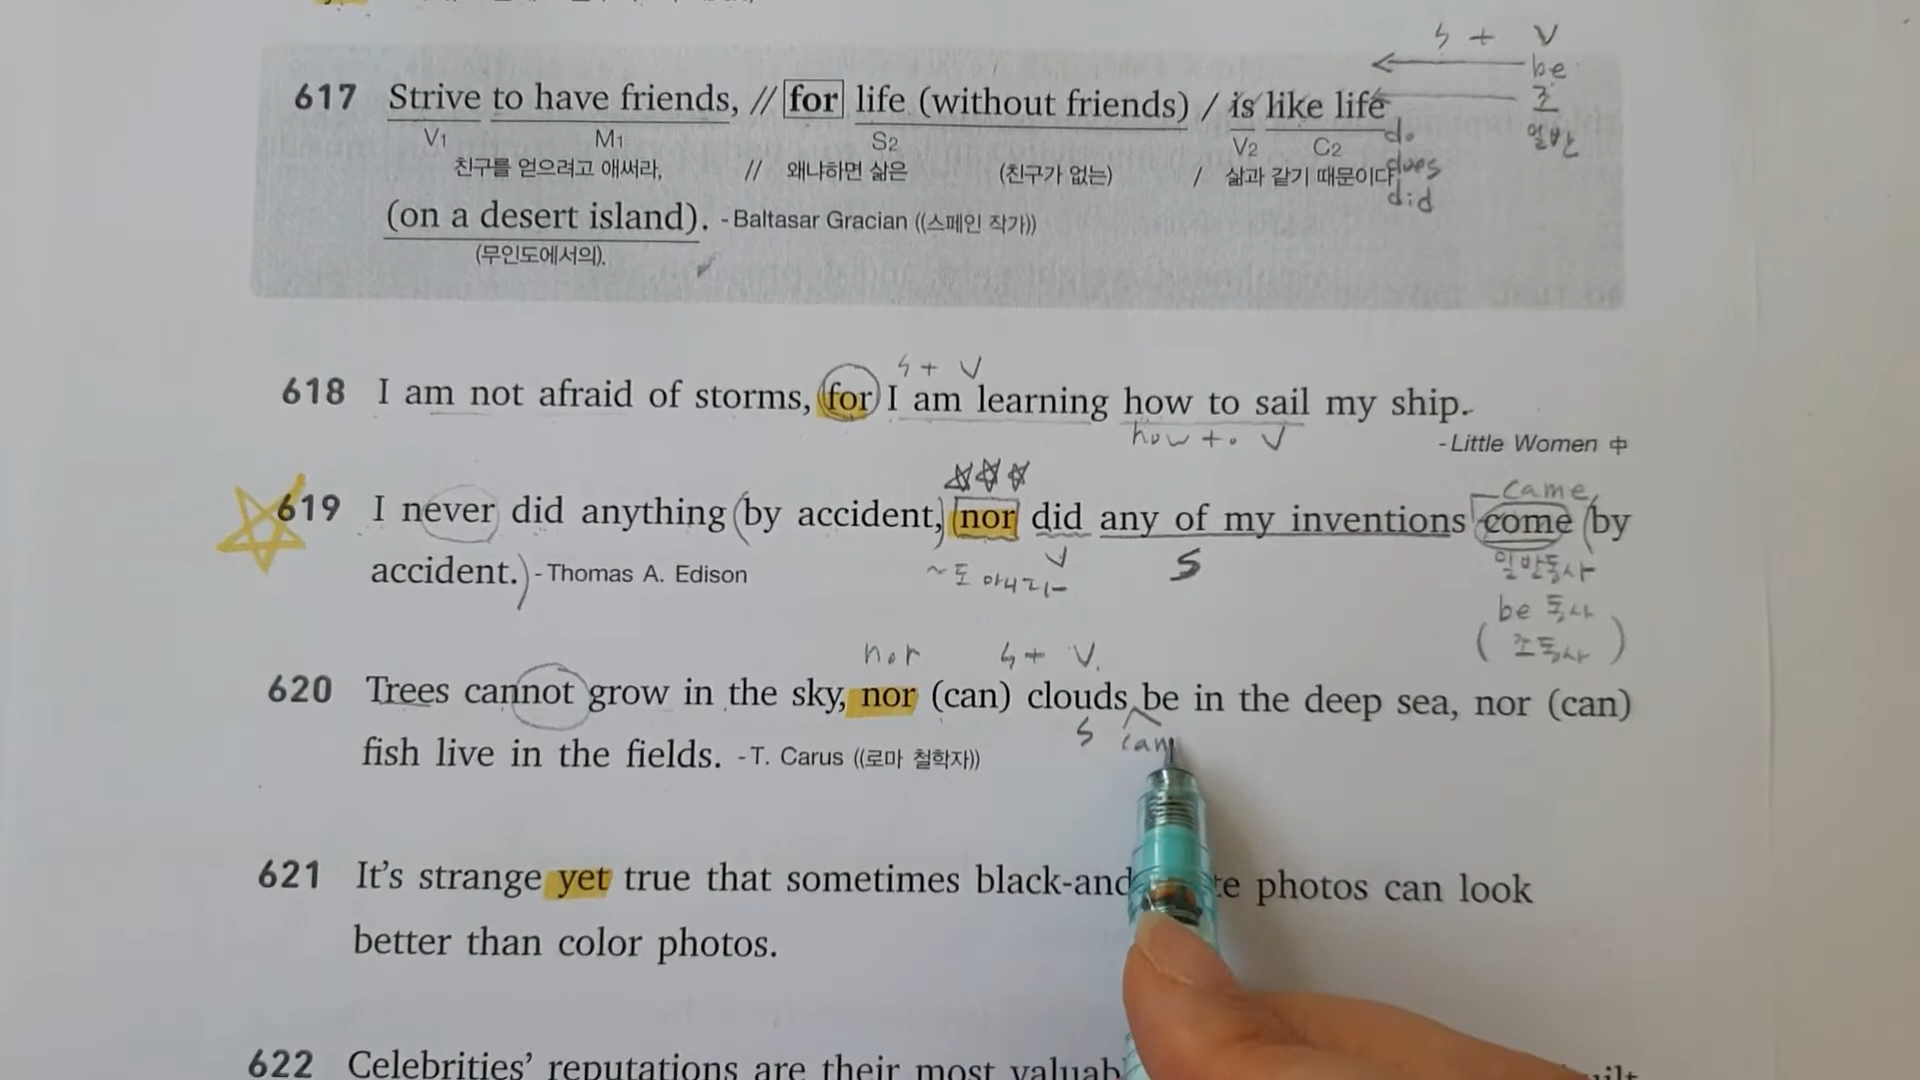 S + V
be
조
일반
617 Strive to have friends, // for life (without friends) / is like life
V1 M1 S2 V2 C2
do
친구를 얻으려고 애써라, // 왜냐하면 삶은 (친구가 없는) / 삶과 같기 때문이다
does
did
(on a desert island). - Baltasar Gracian ((스페인 작가))
(무인도에서의).
S + V
618 I am not afraid of storms, for I am learning how to sail my ship.
how to V
- Little Women 中
came
619 I never did anything (by accident,) nor did any of my inventions come (by
V S
~도 아니다
일반동사
accident.) - Thomas A. Edison
be 동사
(조동사)
nor S + V.
620 Trees cannot grow in the sky, nor (can) clouds be in the deep sea, nor (can)
S can
fish live in the fields. - T. Carus ((로마 철학자))
621 It's strange yet true that sometimes black-and te photos can look
better than color photos.
622 Celebrities' reputations are their most valuab